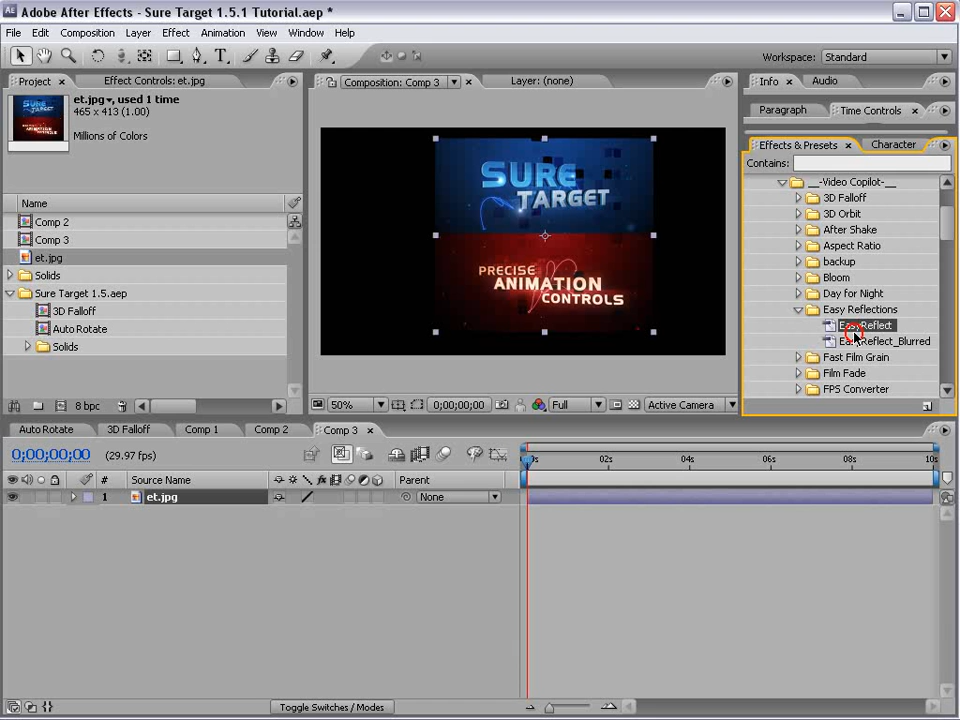 Adobe After Effects - Sure Target 1.5.1 Tutorial.aep *
File Edit Composition Layer Effect Animation View Window Help
Workspace: Standard
Project Effect Controls: et.jpg
Composition: Comp 3 Layer: (none)
Info Audio
et.jpg, used 1 time
465 x 413 (1.00)
Millions of Colors
Paragraph Time Controls
Effects & Presets Character
Contains:
Name
Comp 2
Comp 3
et.jpg
Solids
Sure Target 1.5.aep
3D Falloff
Auto Rotate
Solids
8 bpc
SURE
TARGET
PRECISE
ANIMATION
CONTROLS
50% 0;00;00;00 Full Active Camera
__-Video Copilot-__
3D Falloff
3D Orbit
After Shake
Aspect Ratio
backup
Bloom
Day for Night
Easy Reflections
EasyReflect
EasyReflect_Blurred
Fast Film Grain
Film Fade
FPS Converter
Auto Rotate 3D Falloff Comp 1 Comp 2 Comp 3
0;00;00;00 (29.97 fps)
02s 04s 06s 08s 10s
# Source Name Parent
1 et.jpg None
Toggle Switches / Modes